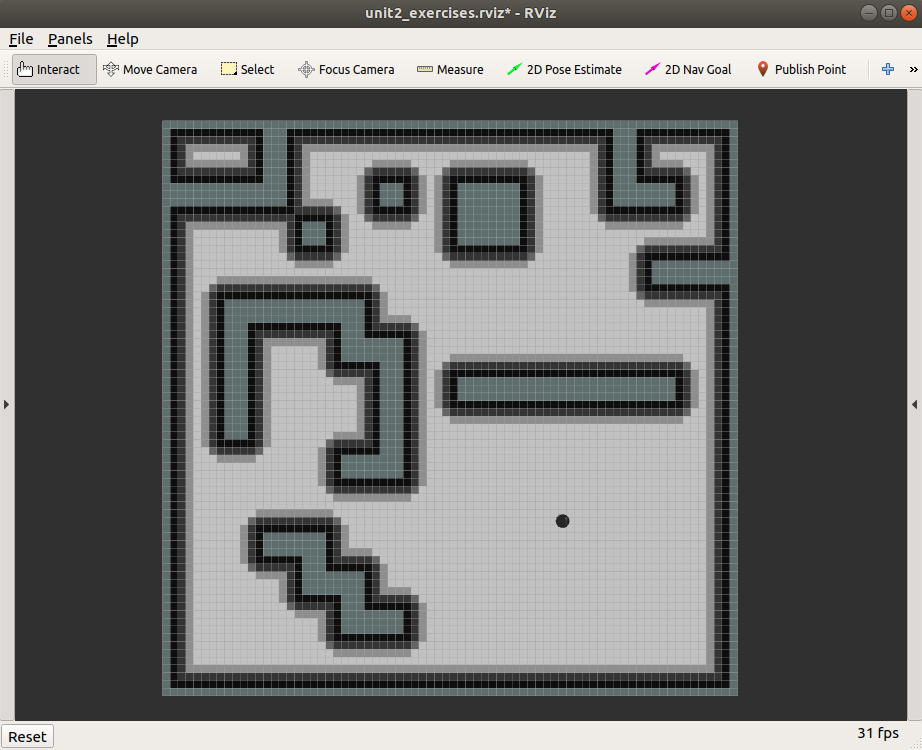 unit2_exercises.rviz* - RViz
File Panels Help
Interact Move Camera Select Focus Camera Measure 2D Pose Estimate 2D Nav Goal Publish Point »
Reset 31 fps